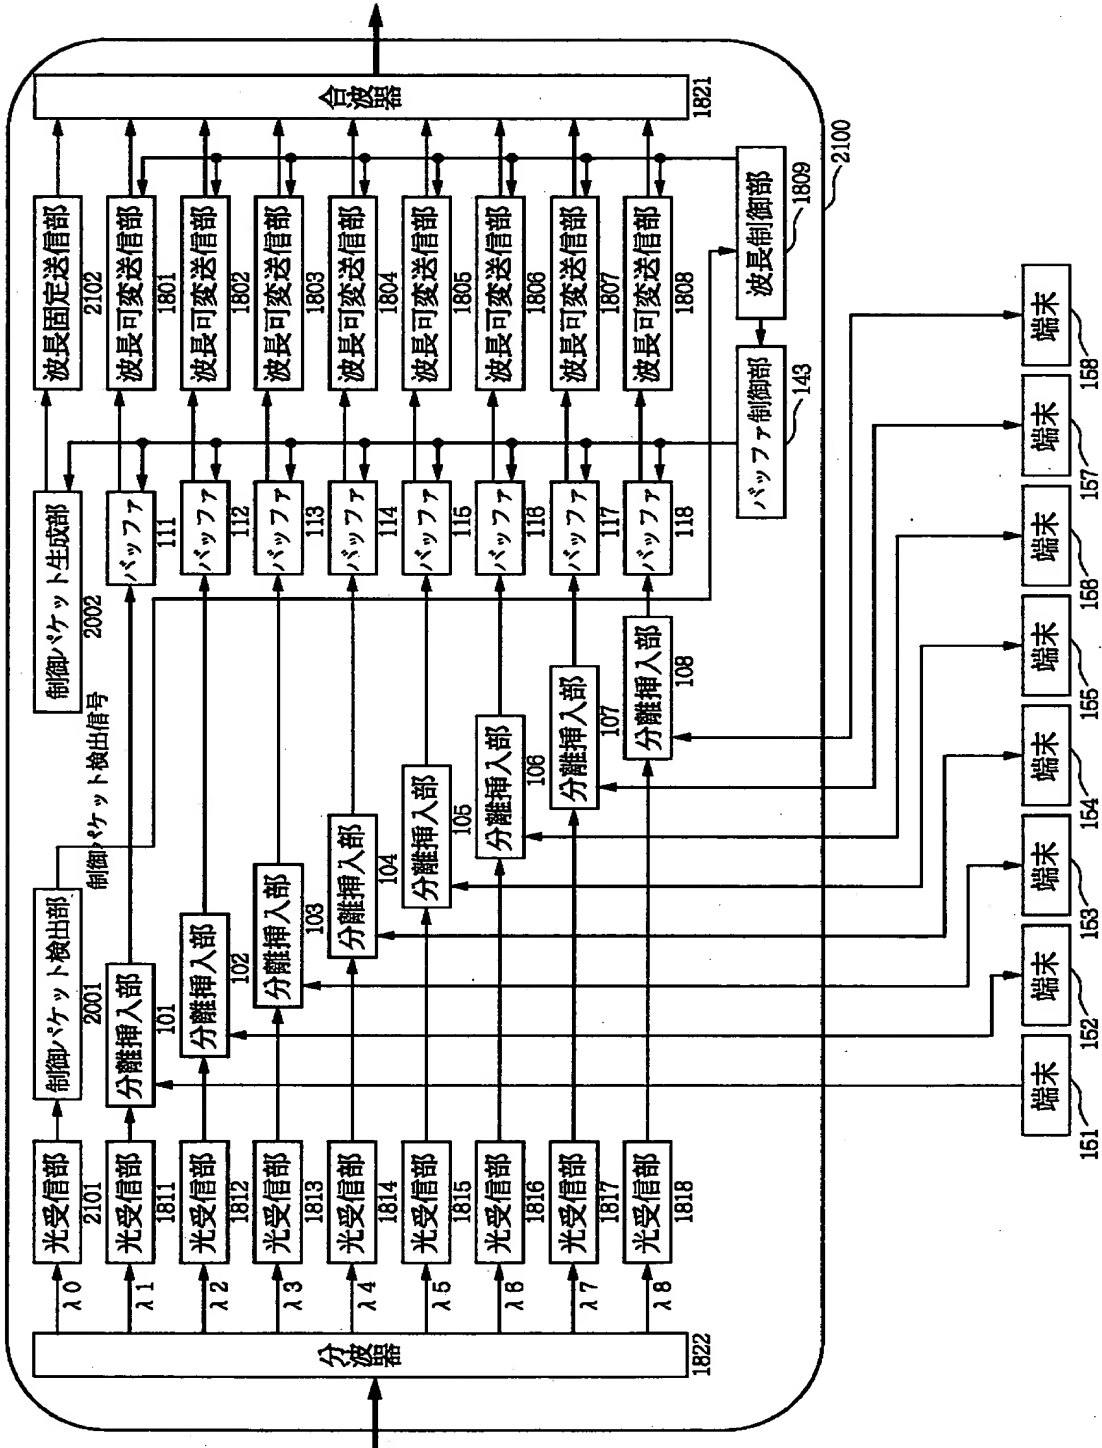 分波器
1822
λ0
λ1
λ2
λ3
λ4
λ5
λ6
λ7
λ8
光受信部
2101
光受信部
1811
光受信部
1812
光受信部
1813
光受信部
1814
光受信部
1815
光受信部
1816
光受信部
1817
光受信部
1818
制御パケット検出部
2001
制御パケット検出信号
分離挿入部
101
分離挿入部
102
分離挿入部
103
分離挿入部
104
分離挿入部
105
分離挿入部
106
分離挿入部
107
分離挿入部
108
制御パケット生成部
2002
バッファ
111
バッファ
112
バッファ
113
バッファ
114
バッファ
115
バッファ
116
バッファ
117
バッファ
118
バッファ制御部
143
波長固定送信部
2102
波長可変送信部
1801
波長可変送信部
1802
波長可変送信部
1803
波長可変送信部
1804
波長可変送信部
1805
波長可変送信部
1806
波長可変送信部
1807
波長可変送信部
1808
波長制御部
1809
合波器
1821
2100
端末
151
端末
152
端末
153
端末
154
端末
155
端末
156
端末
157
端末
158